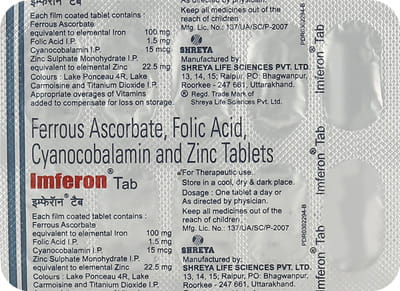 इम्फेरॉन® टैब
Each film coated tablet contains :
Ferrous Ascorbate
equivalent to elemental Iron 100 mg
Folic Acid I.P. 1.5 mg
Cyanocobalamin I.P. 15 mcg
Zinc Sulphate Monohydrate I.P.
equivalent to elemental Zinc 22.5 mg
Colours : Lake Ponceau 4R, Lake
Carmoisine and Titanium Dioxide I.P.
Appropriate overages of Vitamins
added to compensate for loss on storage.
As directed by physician.
Keep all medicines out of the
reach of children.
Mfg. Lic. No.: 137/UA/SC/P-2007
SHREYA
Manufactured by:
SHREYA LIFE SCIENCES PVT. LTD.
13, 14, 15; Raipur, PO: Bhagwanpur,
Roorkee - 247 661, Uttarakhand.
® Regd. Trade Mark of
Shreya Life Sciences Pvt. Ltd.
PDR0302294-B
Imferon® Tab
Ferrous Ascorbate, Folic Acid,
Cyanocobalamin and Zinc Tablets
Imferon® Tab
इम्फेरॉन® टैब
Each film coated tablet contains :
Ferrous Ascorbate
equivalent to elemental Iron 100 mg
Folic Acid I.P. 1.5 mg
Cyanocobalamin I.P. 15 mcg
Zinc Sulphate Monohydrate I.P.
equivalent to elemental Zinc 22.5 mg
Colours : Lake Ponceau 4R, Lake
Carmoisine and Titanium Dioxide I.P.
For Therapeutic use.
Store in a cool, dry & dark place.
Dosage : One tablet a day or
As directed by physician.
Keep all medicines out of the
reach of children.
Mfg. Lic. No.: 137/UA/SC/P-2007
SHREYA
Manufactured by:
SHREYA LIFE SCIENCES PVT. LTD.
13, 14, 15; Raipur, PO: Bhagwanpur,
Roorkee - 247 661, Uttarakhand.
PDR0302294-B
Imferon® Tab